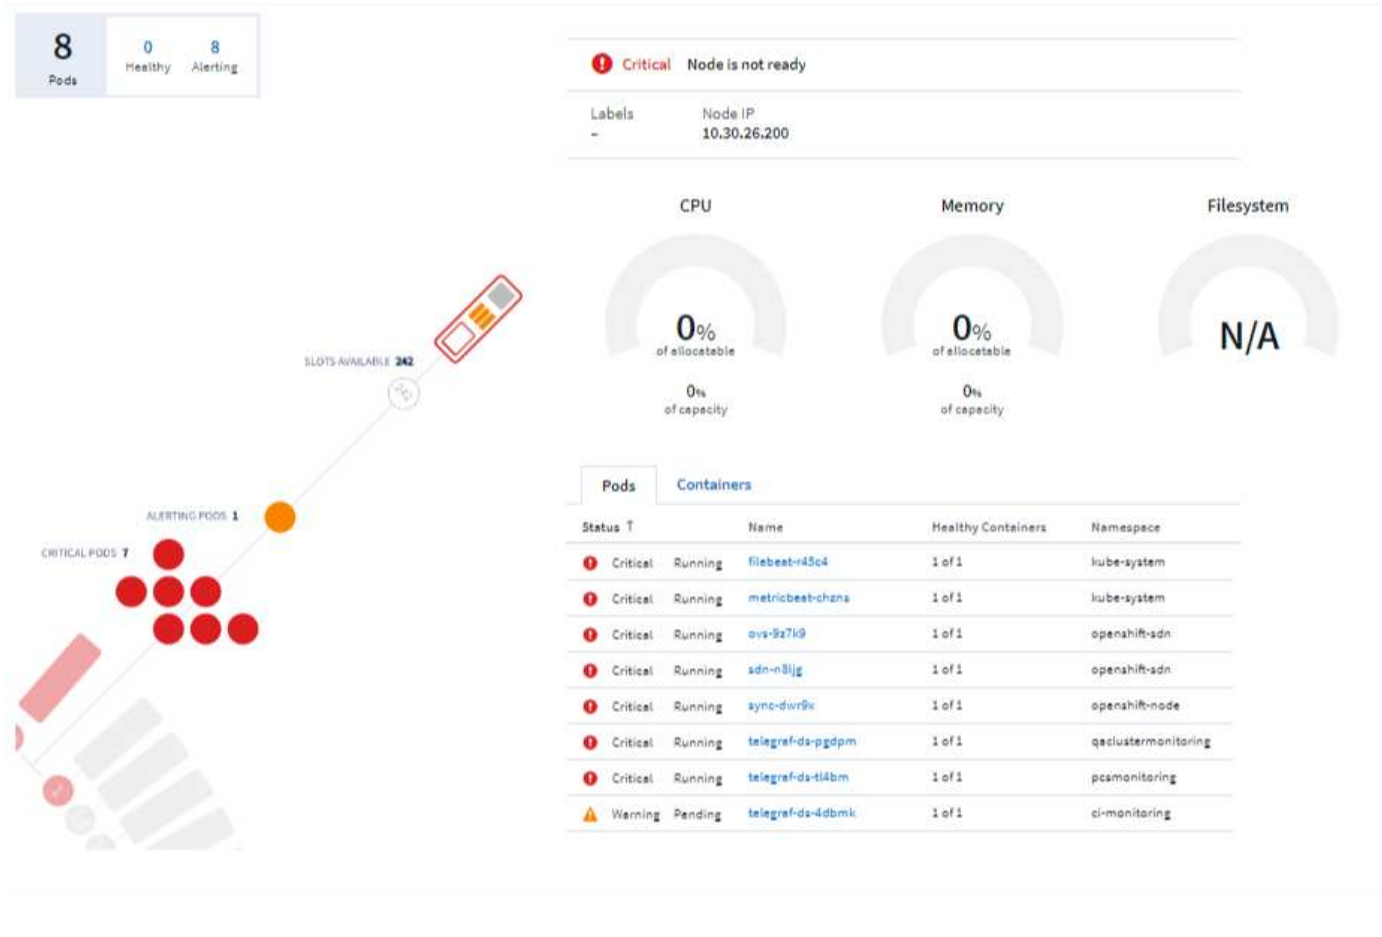 8
Pods
0
Healthy
8
Alerting
Critical Node is not ready
Labels
-
Node IP
10.30.26.200
CPU
Memory
Filesystem
0%
of allocatable
0%
of capacity
0%
of allocatable
0%
of capacity
N/A
SLOTS AVAILABLE 242
242
ALERTING PODS 1
CRITICAL PODS 7
Pods Containers
Status ↑ Name Healthy Containers Namespace
Critical Running filebeat-r45c4 1 of 1 kube-system
Critical Running metricbeat-chzns 1 of 1 kube-system
Critical Running ovs-9z7k9 1 of 1 openshift-sdn
Critical Running 1 of 1 openshift-sdn
Critical Running sync-dwr9x 1 of 1 openshift-node
Critical Running telegraf-ds-pgdpm 1 of 1 qaclustermonitoring
Critical Running telegraf-ds-tl4bm 1 of 1 pcsmonitoring
Warning Pending telegraf-ds-4dbmk 1 of 1 ci-monitoring